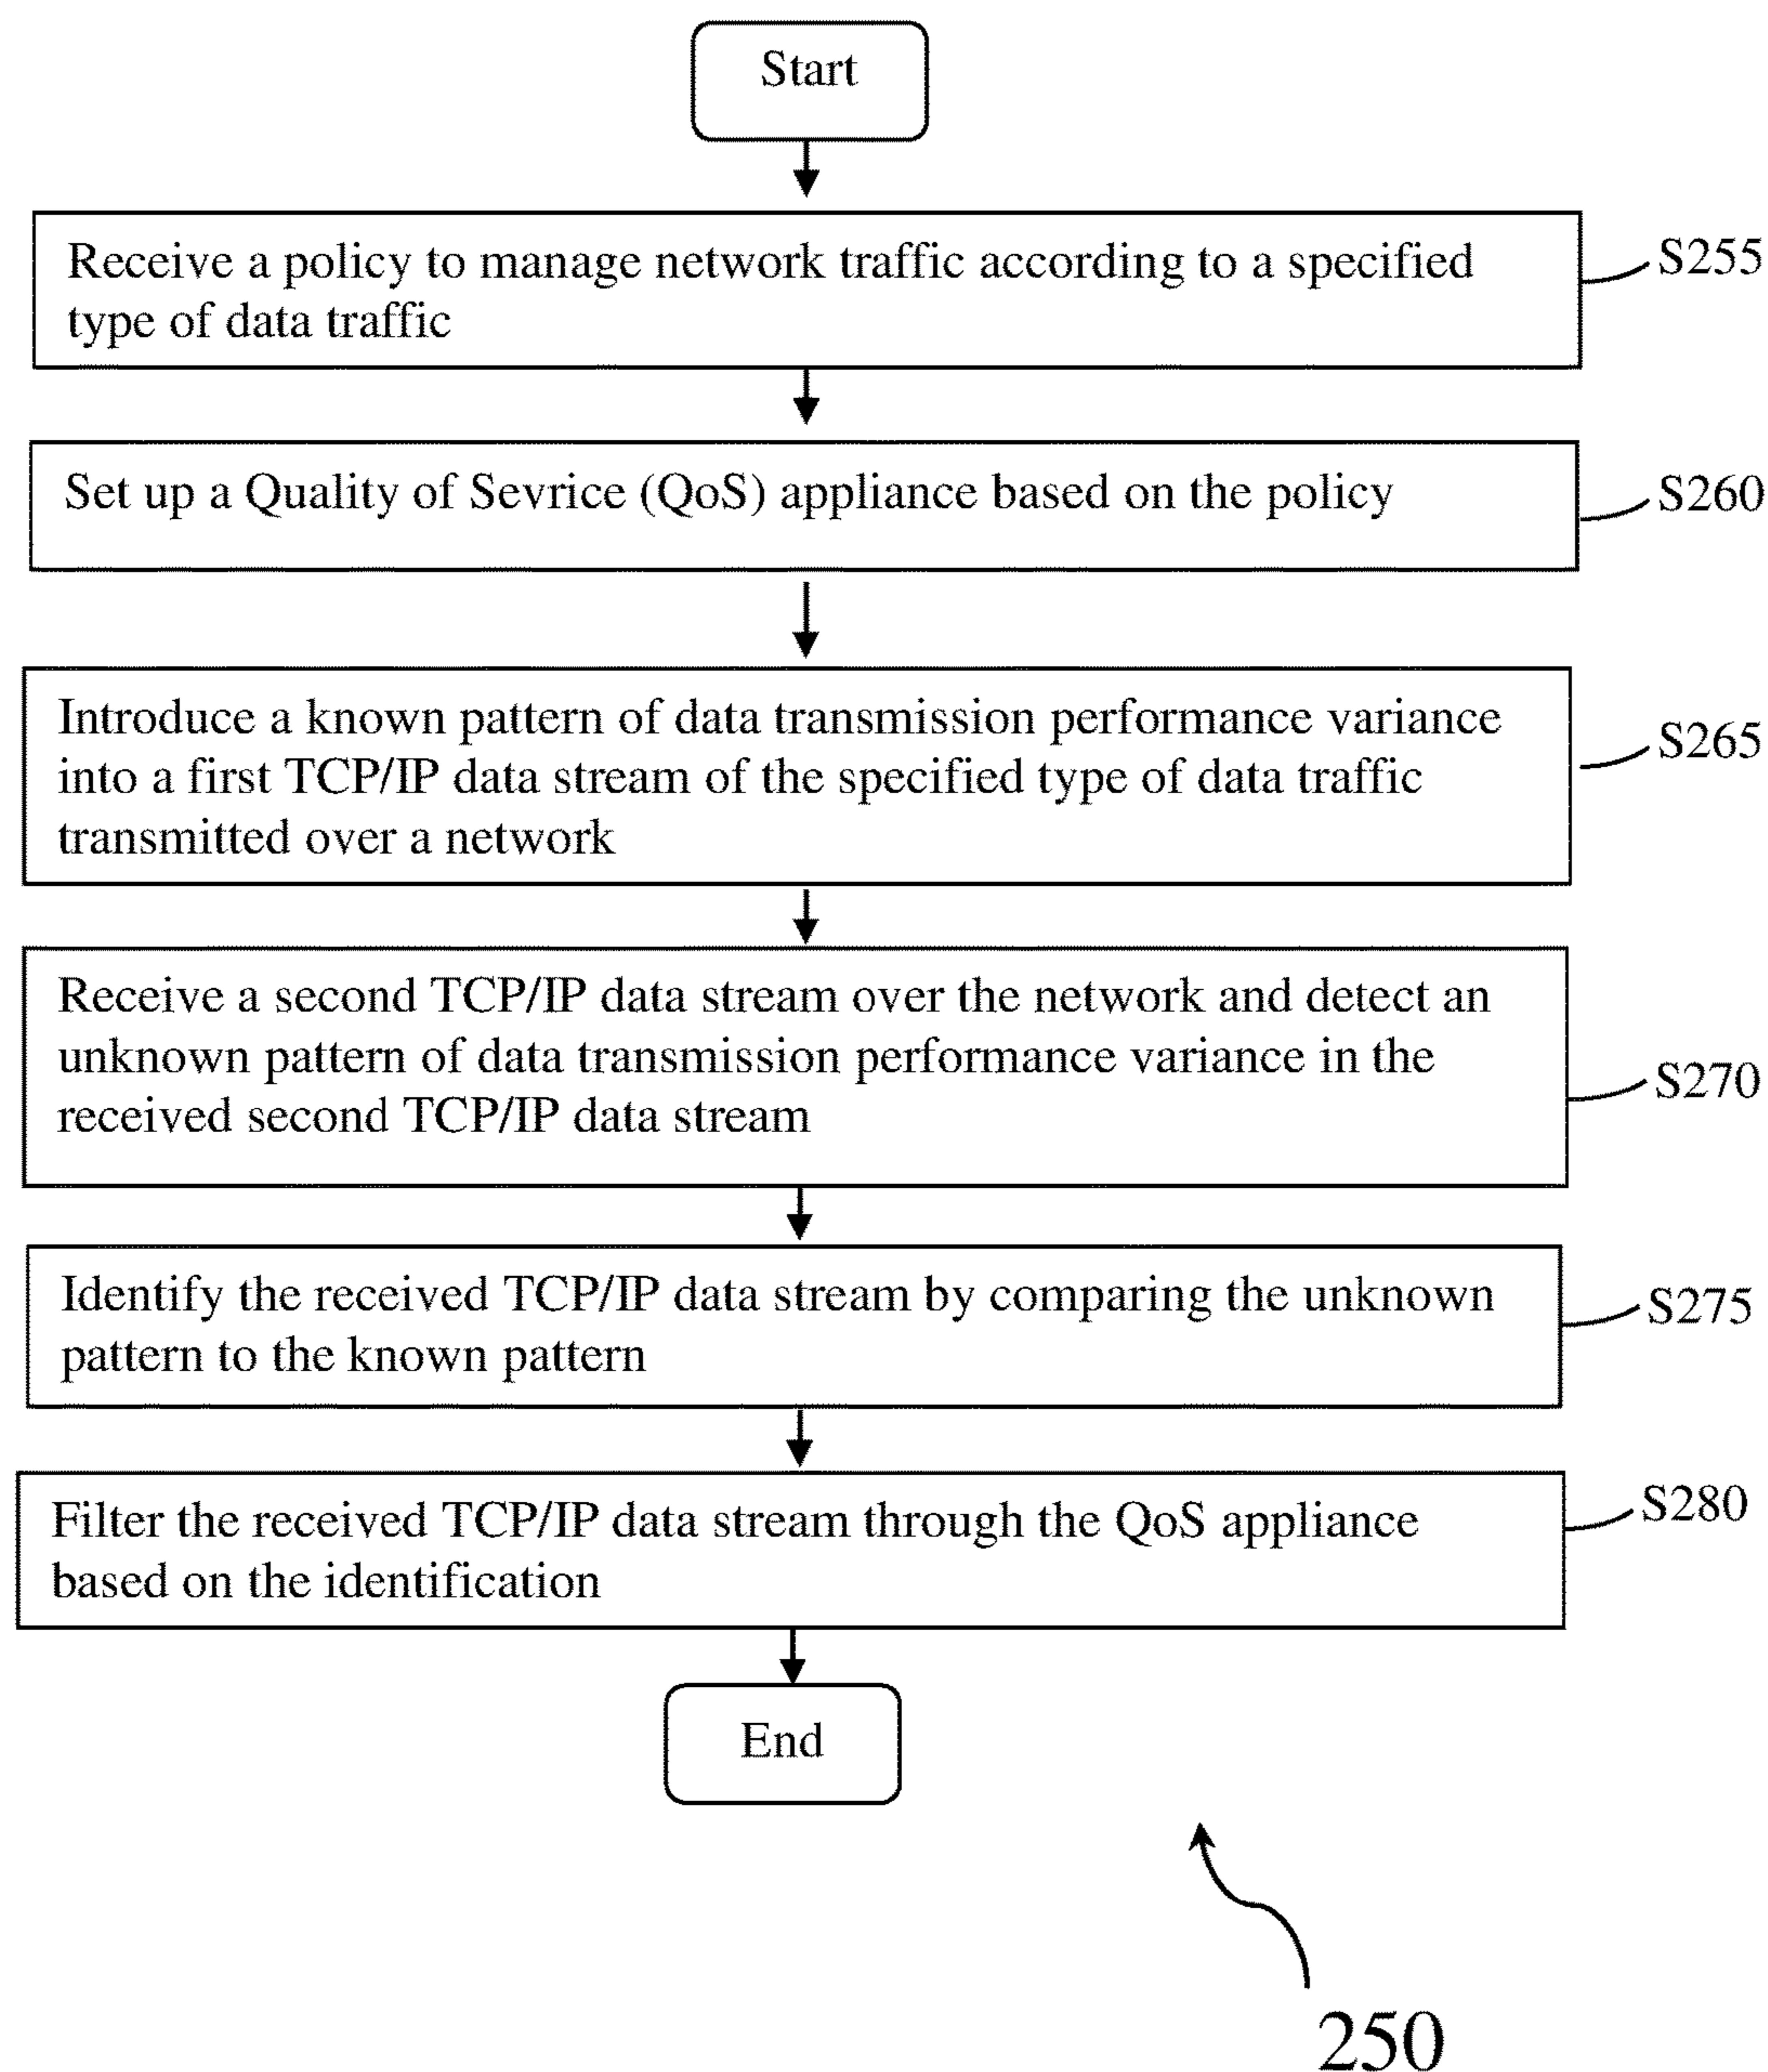 Start
Receive a policy to manage network traffic according to a specified
type of data traffic
S255
Set up a Quality of Sevrice (QoS) appliance based on the policy
S260
Introduce a known pattern of data transmission performance variance
into a first TCP/IP data stream of the specified type of data traffic
transmitted over a network
S265
Receive a second TCP/IP data stream over the network and detect an
unknown pattern of data transmission performance variance in the
received second TCP/IP data stream
S270
Identify the received TCP/IP data stream by comparing the unknown
pattern to the known pattern
S275
Filter the received TCP/IP data stream through the QoS appliance
based on the identification
S280
End
250